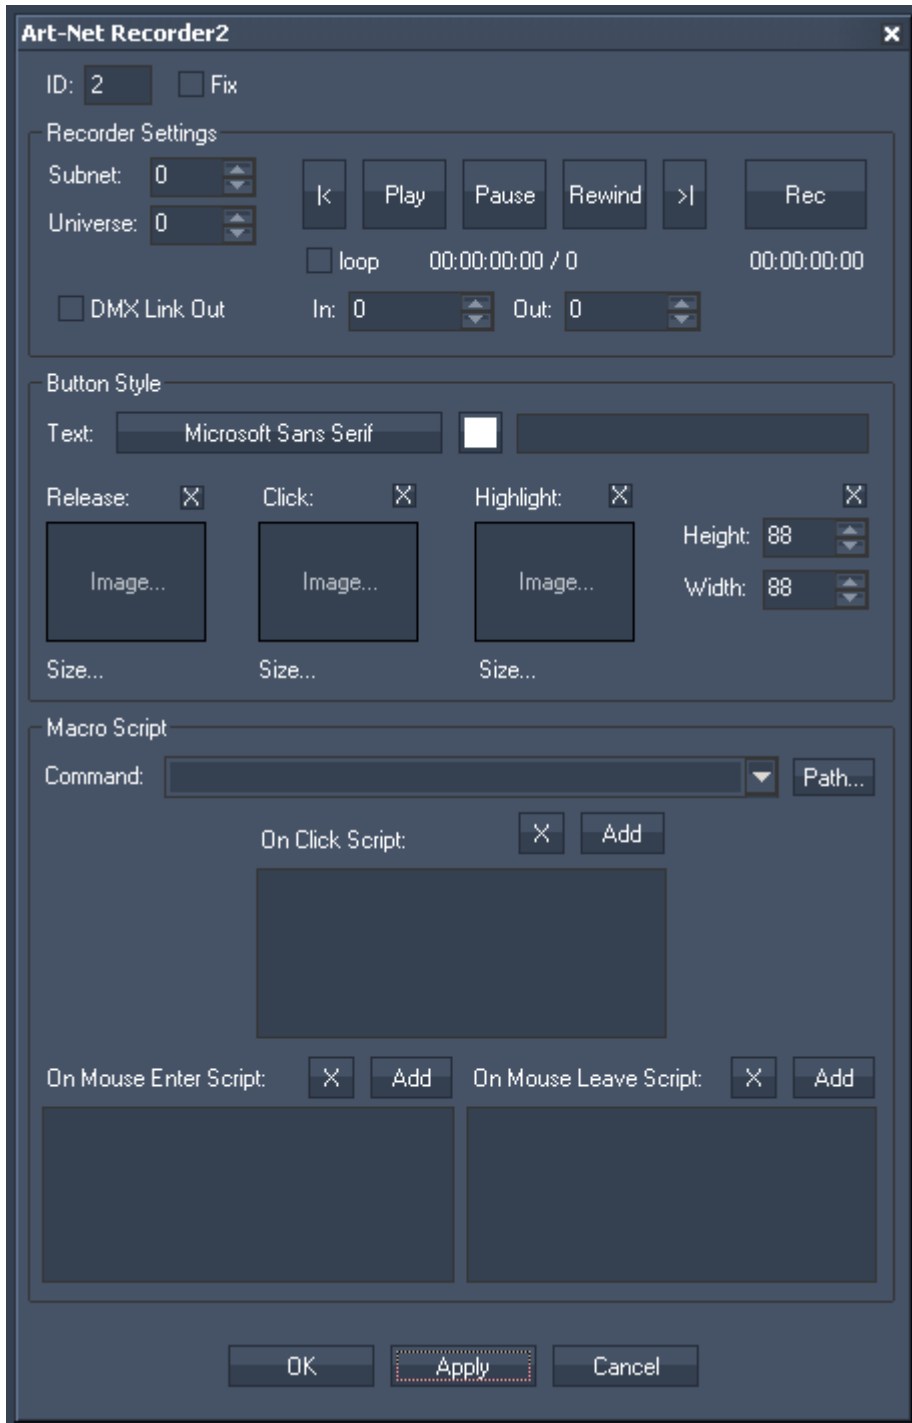 Art-Net Recorder2 x
ID: 2 Fix
Recorder Settings
Subnet: 0
|< Play Pause Rewind >| Rec
Universe: 0
loop 00:00:00:00 / 0 00:00:00:00
DMX Link Out In: 0 Out: 0
Button Style
Text: Microsoft Sans Serif
Release: X Click: X Highlight: X X
Height: 88
Image... Image... Image...
Width: 88
Size... Size... Size...
Macro Script
Command: Path...
On Click Script: X Add
On Mouse Enter Script: X Add On Mouse Leave Script: X Add
OK Apply Cancel